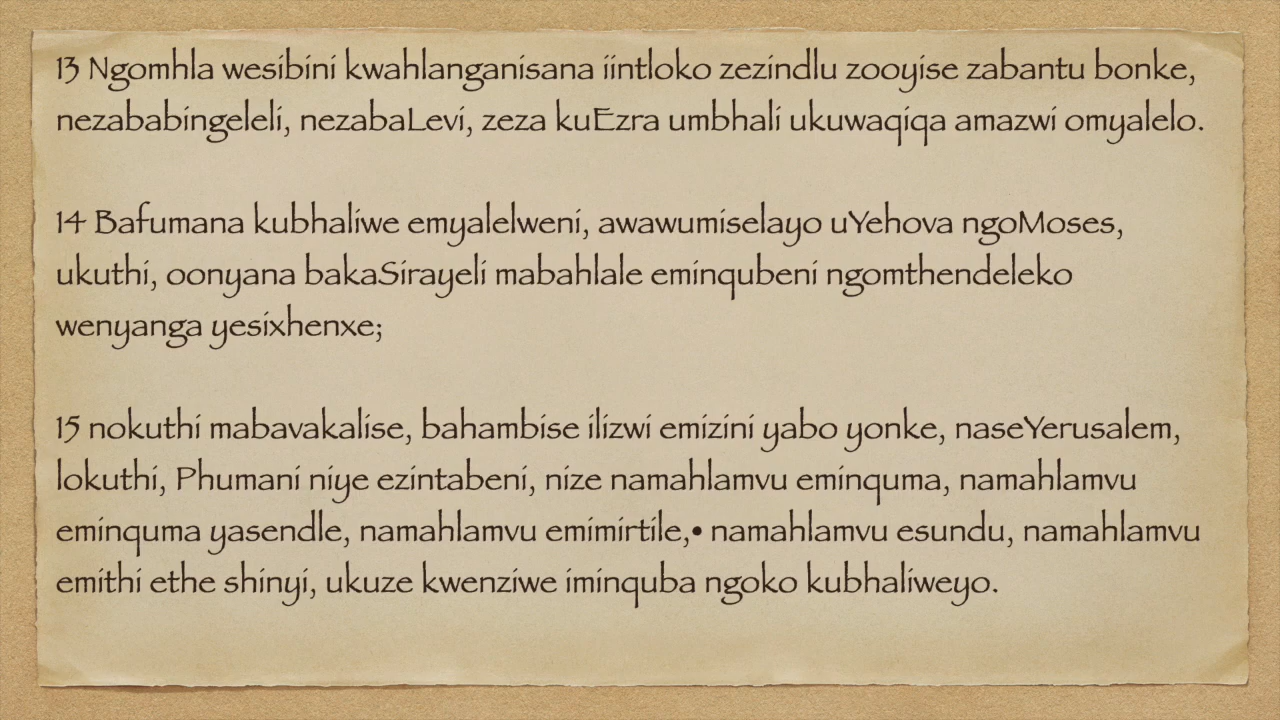 13 Ngomhla wesibini kwahlanganisana iintloko zezindlu zooyise zabantu bonke,
nezababingeleli, nezabaLevi, zeza kuEzra umbhali ukuwaqiqa amazwi omyalelo.
14 Bafumana kubhaliwe emyalelweni, awawumiselayo uYehova ngoMoses,
ukuthi, oonyana bakaSirayeli mabahlale eminqubeni ngomthendeleko
wenyanga yesixhenxe;
15 nokuthi mabavakalise, bahambise ilizwi emizini yabo yonke, naseYerusalem,
lokuthi, Phumani niye ezintabeni, nize namahlamvu eminquma, namahlamvu
eminquma yasendle, namahlamvu emimirtile,• namahlamvu esundu, namahlamvu
emithi ethe shinyi, ukuze kwenziwe iminquba ngoko kubhaliweyo.